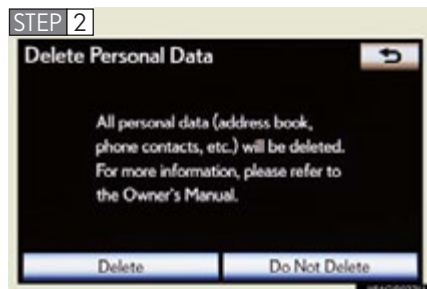 STEP 2
Delete Personal Data
All personal data (address book,
phone contacts, etc.) will be deleted.
For more information, please refer to
the Owner's Manual.
Delete Do Not Delete